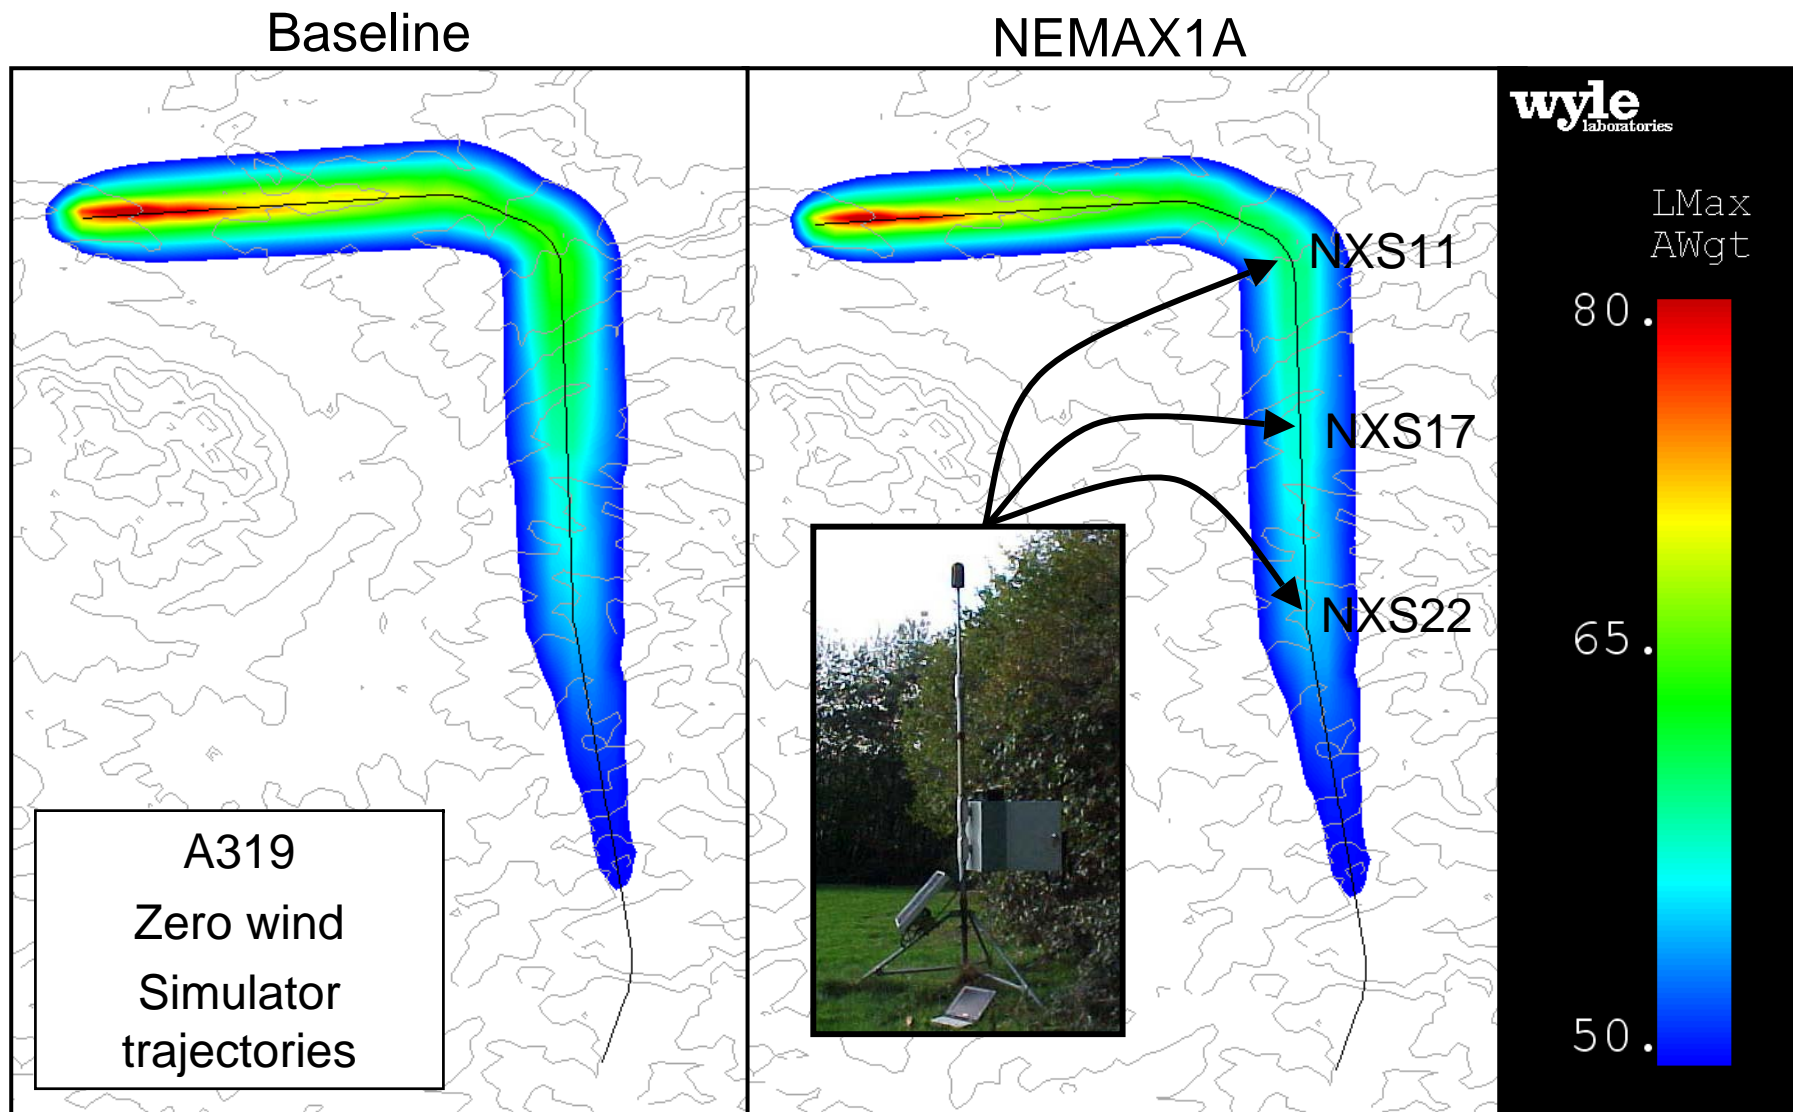 Baseline
NEMAX1A
wyle
laboratories
LMax
AWgt
80.
65.
50.
NXS11
NXS17
NXS22
A319
Zero wind
Simulator
trajectories